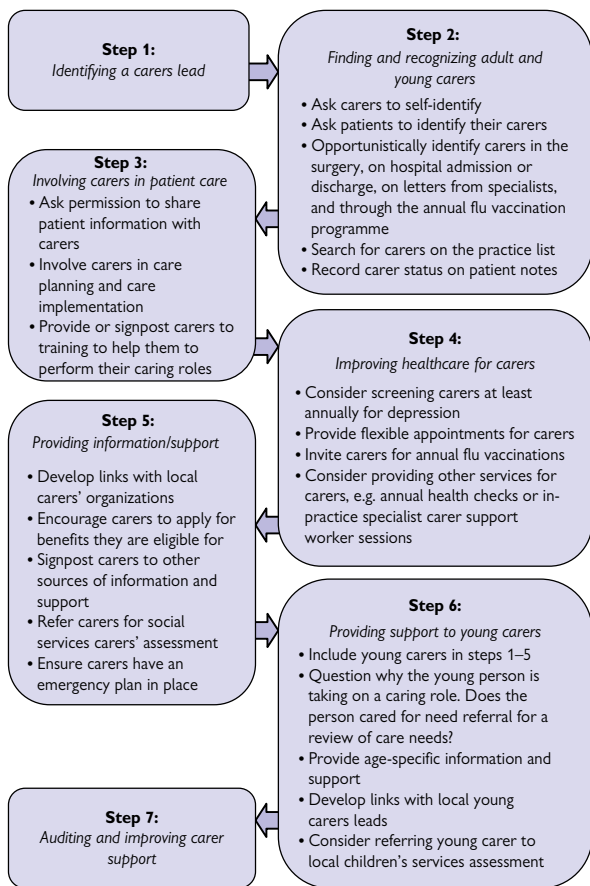 Step 1:
Identifying a carers lead
Step 2:
Finding and recognizing adult and
young carers
• Ask carers to self-identify
• Ask patients to identify their carers
• Opportunistically identify carers in the
surgery, on hospital admission or
discharge, on letters from specialists,
and through the annual flu vaccination
programme
• Search for carers on the practice list
• Record carer status on patient notes
Step 3:
Involving carers in patient care
• Ask permission to share
patient information with
carers
• Involve carers in care
planning and care
implementation
• Provide or signpost carers to
training to help them to
perform their caring roles
Step 4:
Improving healthcare for carers
• Consider screening carers at least
annually for depression
• Provide flexible appointments for carers
• Invite carers for annual flu vaccinations
• Consider providing other services for
carers, e.g. annual health checks or in-
practice specialist carer support
worker sessions
Step 5:
Providing information/support
• Develop links with local
carers’ organizations
• Encourage carers to apply for
benefits they are eligible for
• Signpost carers to other
sources of information and
support
• Refer carers for social
services carers’ assessment
• Ensure carers have an
emergency plan in place
Step 6:
Providing support to young carers
• Include young carers in steps 1–5
• Question why the young person is
taking on a caring role. Does the
person cared for need referral for a
review of care needs?
• Provide age-specific information and
support
• Develop links with local young
carers leads
• Consider referring young carer to
local children’s services assessment
Step 7:
Auditing and improving carer
support